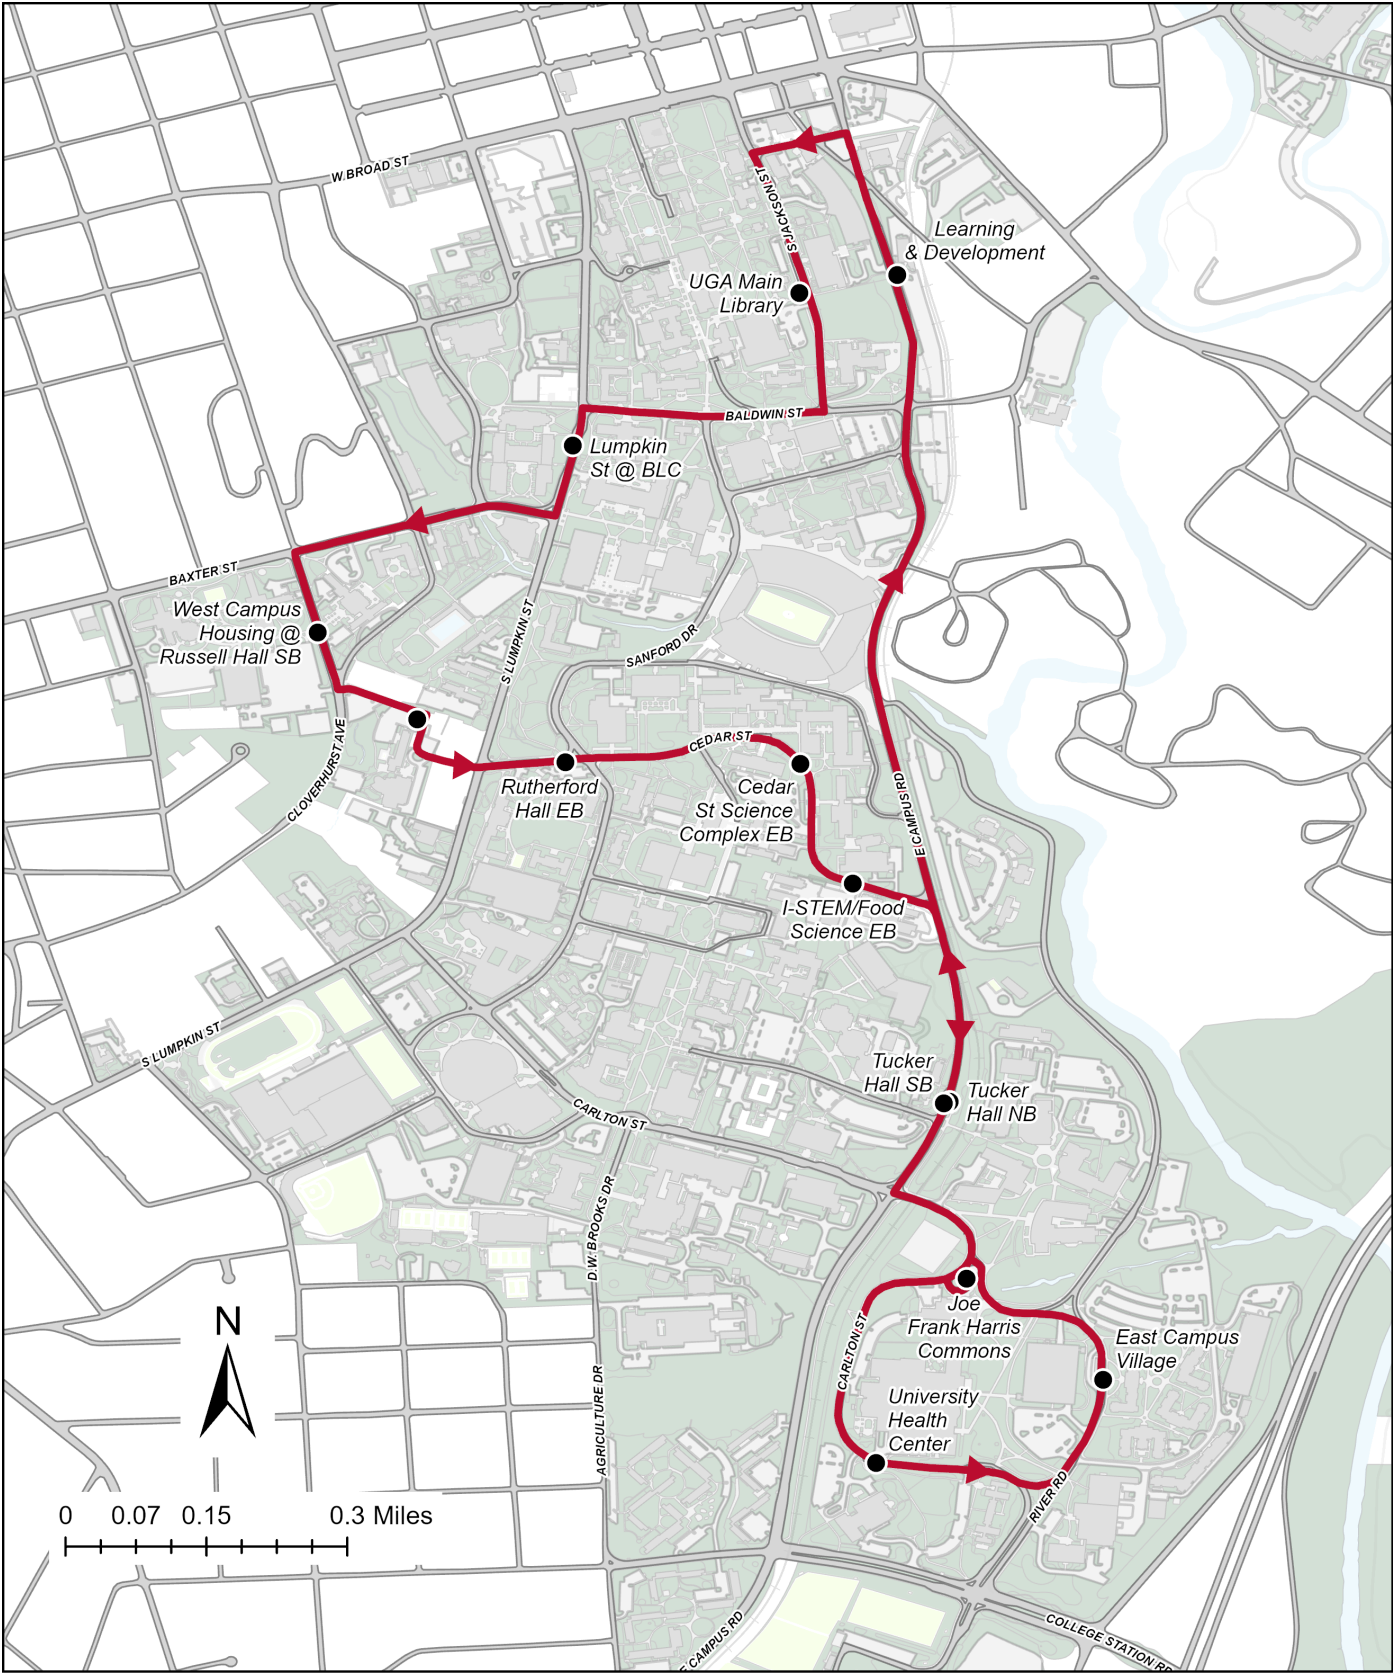 W BROAD ST
S JACKSON ST
Learning
& Development
UGA Main
Library
BALDWIN ST
Lumpkin
St @ BLC
BAXTER ST
West Campus
Housing @
Russell Hall SB
S LUMPKIN ST
SANFORD DR
CLOVERHURST AVE
CEDAR ST
Rutherford
Hall EB
Cedar
St Science
Complex EB
E CAMPUS RD
I-STEM/Food
Science EB
S LUMPKIN ST
Tucker
Hall SB
Tucker
Hall NB
CARLTON ST
D.W. BROOKS DR
Joe
Frank Harris
Commons
CARLTON ST
East Campus
Village
University
Health
Center
AGRICULTURE DR
RIVER RD
N
0 0.07 0.15 0.3 Miles
E CAMPUS RD
COLLEGE STATION RD